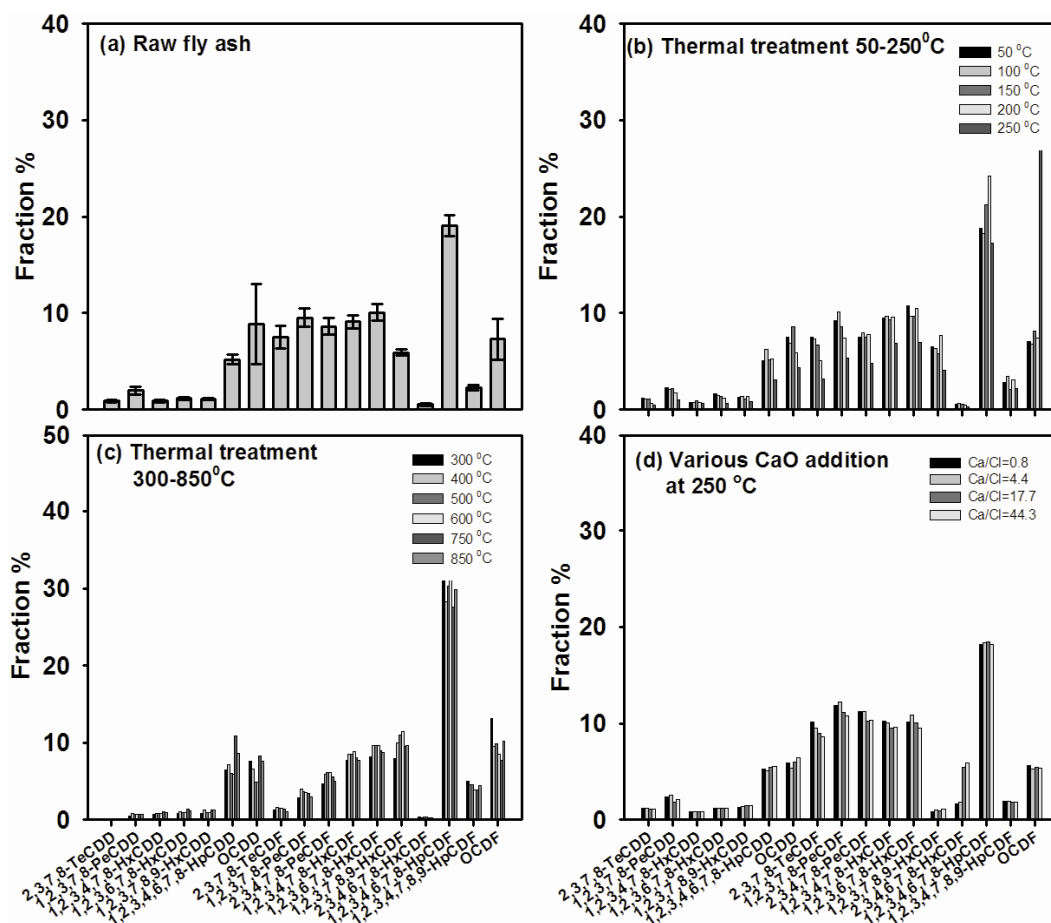 (a) Raw fly ash
40
30
20
10
0
Fraction %
(b) Thermal treatment 50-250⁰C
50 ⁰C
100 ⁰C
150 ⁰C
200 ⁰C
250 ⁰C
40
30
20
10
0
Fraction %
(c) Thermal treatment
300-850⁰C
300 ⁰C
400 ⁰C
500 ⁰C
600 ⁰C
750 ⁰C
850 ⁰C
50
40
30
20
10
0
Fraction %
2,3,7,8-TeCDD
1,2,3,7,8-PeCDD
1,2,3,4,7,8-HxCDD
1,2,3,6,7,8-HxCDD
1,2,3,7,8,9-HxCDD
1,2,3,4,6,7,8-HpCDD
OCDD
2,3,7,8-TeCDF
1,2,3,7,8-PeCDF
2,3,4,7,8-PeCDF
1,2,3,4,7,8-HxCDF
1,2,3,6,7,8-HxCDF
1,2,3,7,8,9-HxCDF
2,3,4,6,7,8-HxCDF
1,2,3,4,6,7,8-HpCDF
1,2,3,4,7,8,9-HpCDF
OCDF
(d) Various CaO addition
at 250 °C
Ca/Cl=0.8
Ca/Cl=4.4
Ca/Cl=17.7
Ca/Cl=44.3
40
30
20
10
0
Fraction %
2,3,7,8-TeCDD
1,2,3,7,8-PeCDD
1,2,3,4,7,8-HxCDD
1,2,3,6,7,8-HxCDD
1,2,3,7,8,9-HxCDD
1,2,3,4,6,7,8-HpCDD
OCDD
2,3,7,8-TeCDF
1,2,3,7,8-PeCDF
2,3,4,7,8-PeCDF
1,2,3,4,7,8-HxCDF
1,2,3,6,7,8-HxCDF
1,2,3,7,8,9-HxCDF
2,3,4,6,7,8-HxCDF
1,2,3,4,6,7,8-HpCDF
1,2,3,4,7,8,9-HpCDF
OCDF